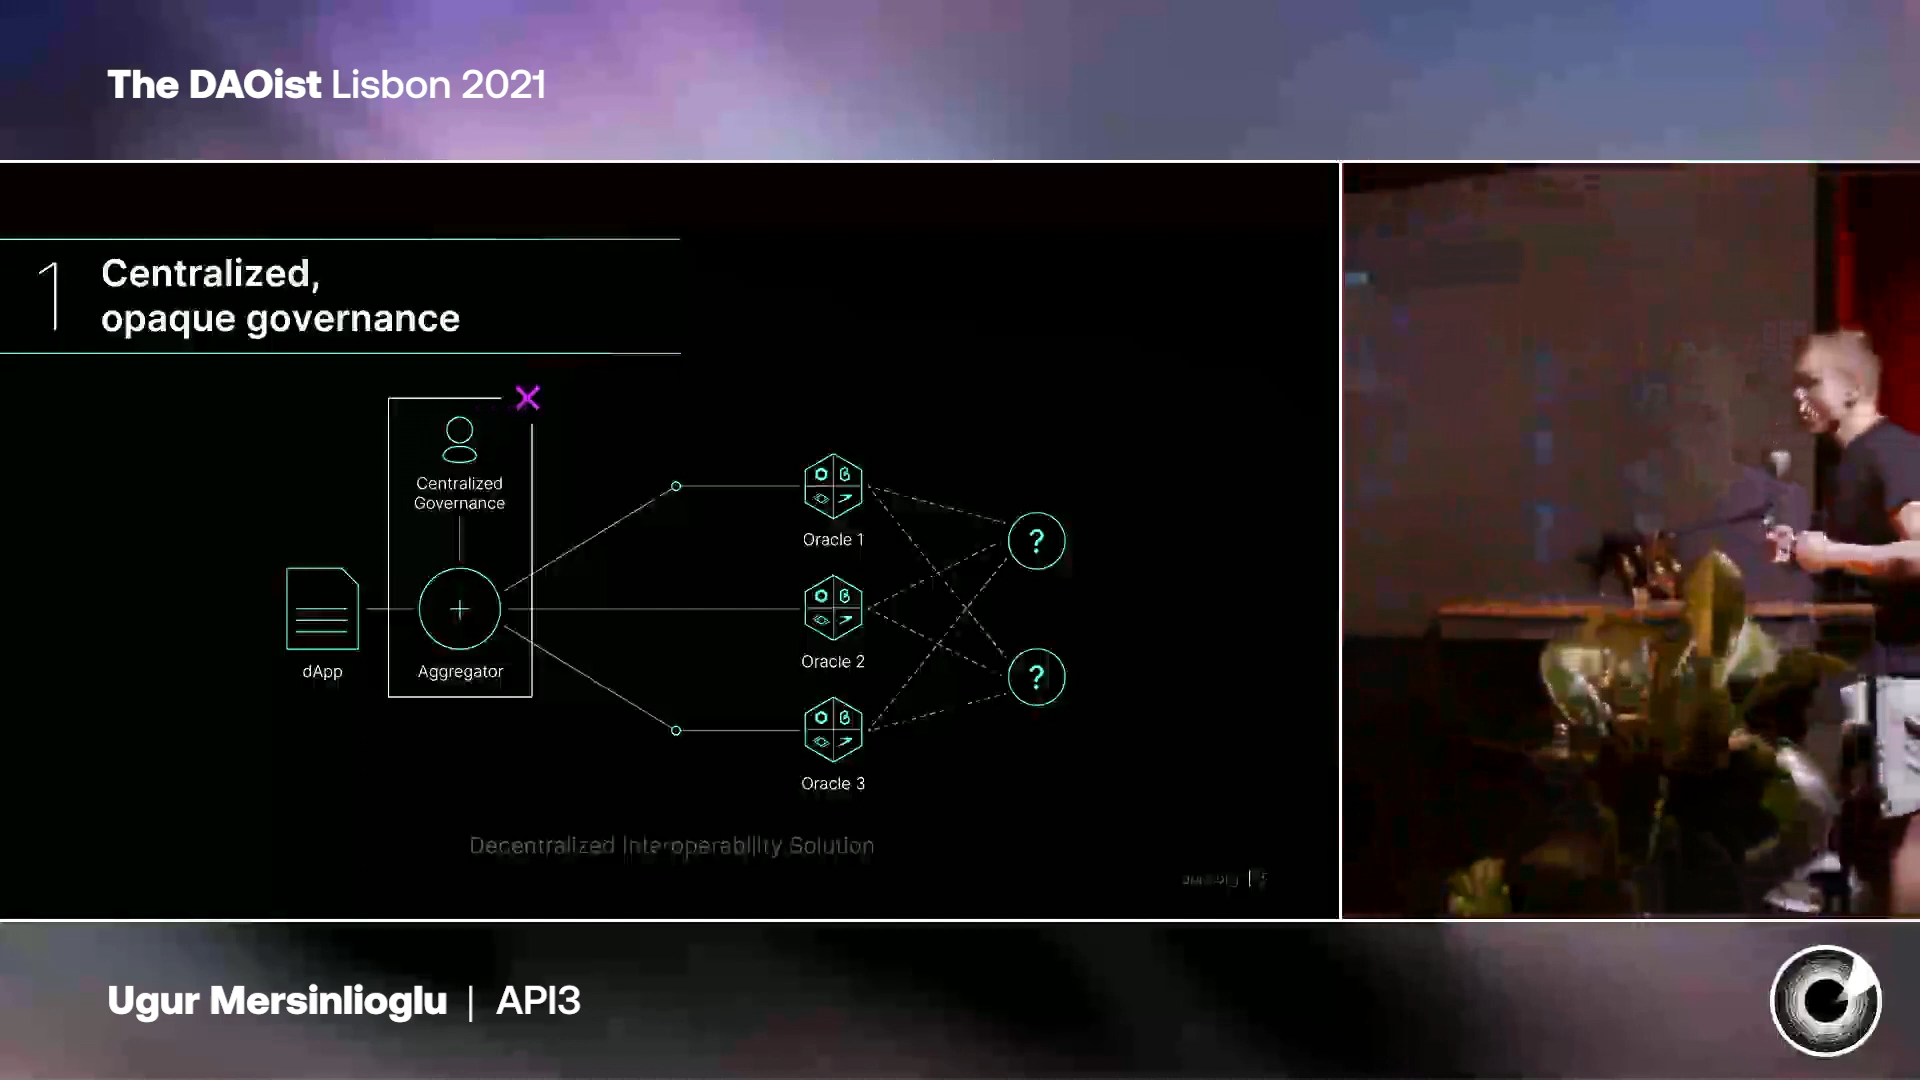 The DAOist Lisbon 2021
1
Centralized,
opaque governance
Centralized
Governance
dApp
Aggregator
Oracle 1
Oracle 2
Oracle 3
?
?
Decentralized Interoperability Solution
Ugur Mersinlioglu | API3